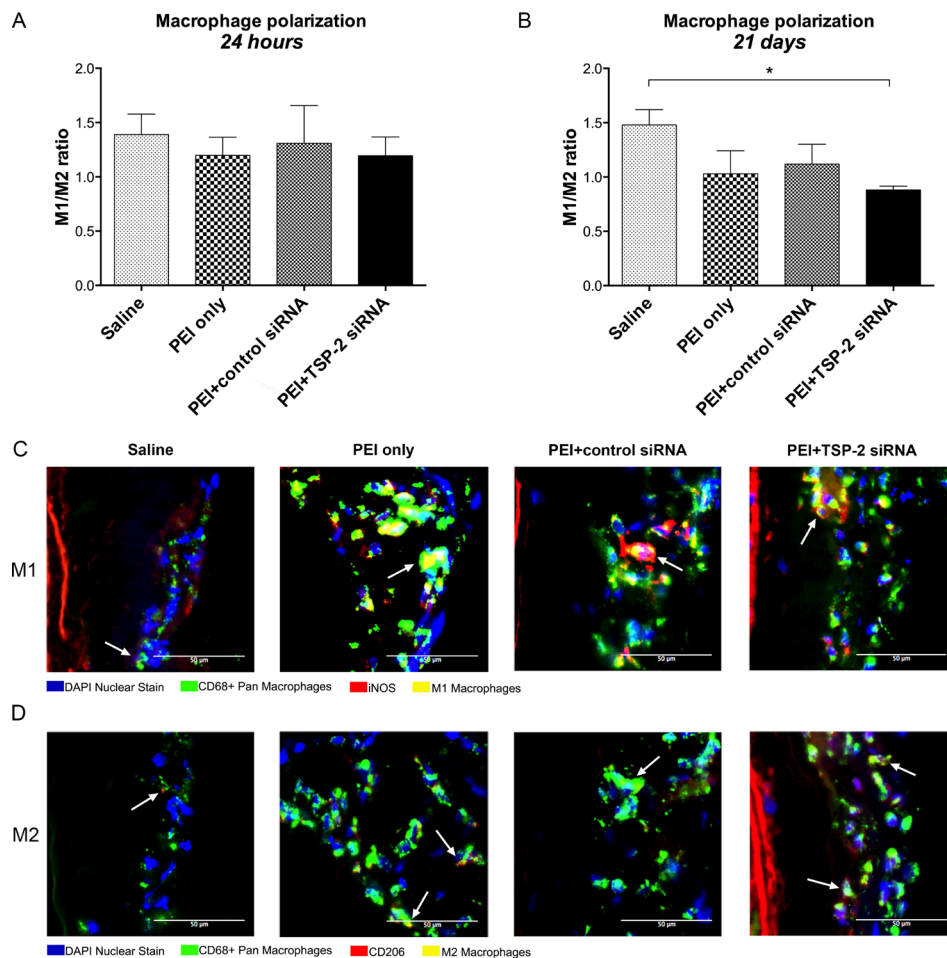 A
Macrophage polarization
24 hours
M1/M2 ratio
2.0
1.5
1.0
0.5
0.0
Saline
PEI only
PEI+control siRNA
PEI+TSP-2 siRNA
B
Macrophage polarization
21 days
*
M1/M2 ratio
2.0
1.5
1.0
0.5
0.0
Saline
PEI only
PEI+control siRNA
PEI+TSP-2 siRNA
C
Saline
PEI only
PEI+control siRNA
PEI+TSP-2 siRNA
M1
50 µm
50 µm
50 µm
50 µm
DAPI Nuclear Stain CD68+ Pan Macrophages iNOS M1 Macrophages
D
M2
50 µm
50 µm
50 µm
50 µm
DAPI Nuclear Stain CD68+ Pan Macrophages CD206 M2 Macrophages